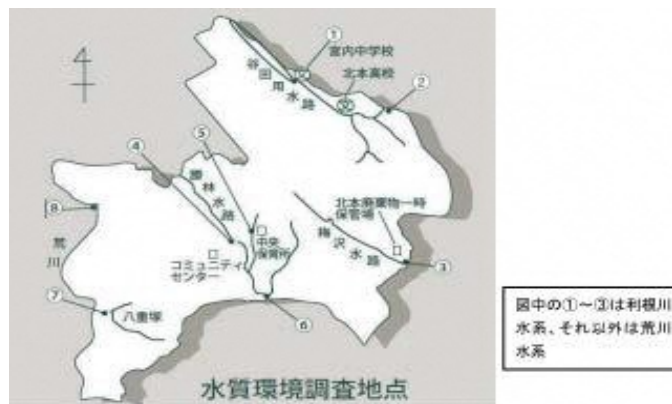 ①
宮内中学校
文
谷田用水路
北本高校
文
②
⑤
④
勝林水路
北本廃棄物一時
保管場
⑧
梅沢水路
中央
保育所
荒川
コミュニティ
センター
③
⑦
八重塚
⑥
水質環境調査地点
図中の①～③は利根川
水系、それ以外は荒川
水系